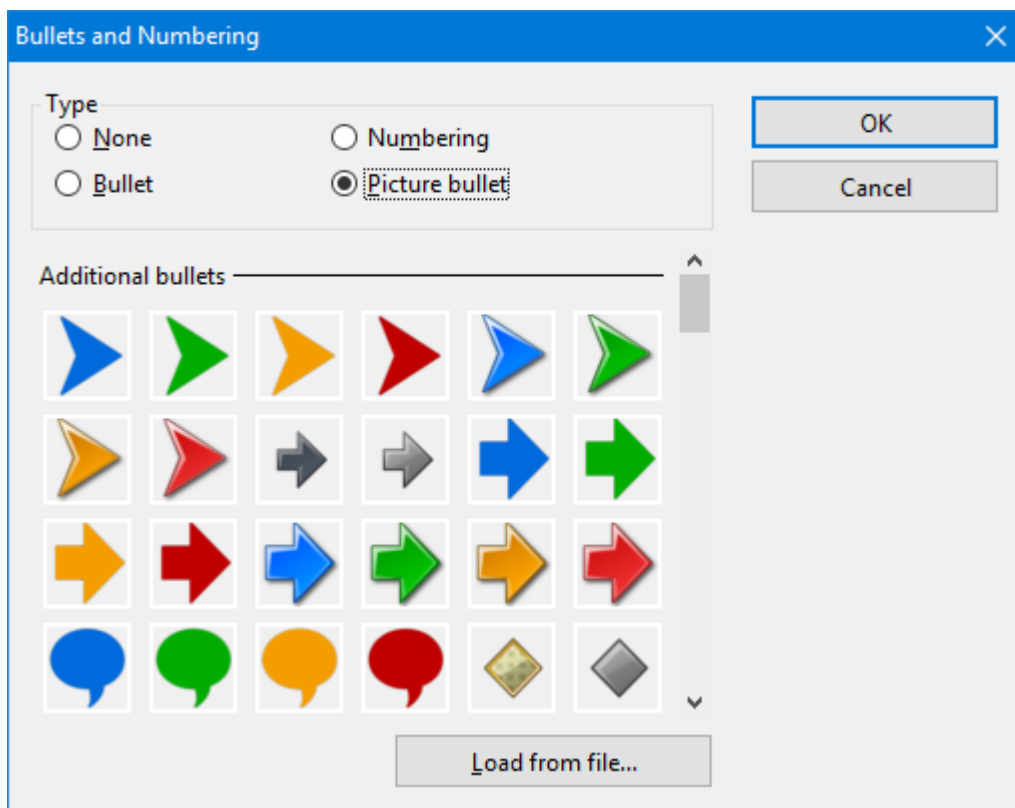 Bullets and Numbering
Type
None
Numbering
Bullet
Picture bullet
OK
Cancel
Additional bullets
Load from file...